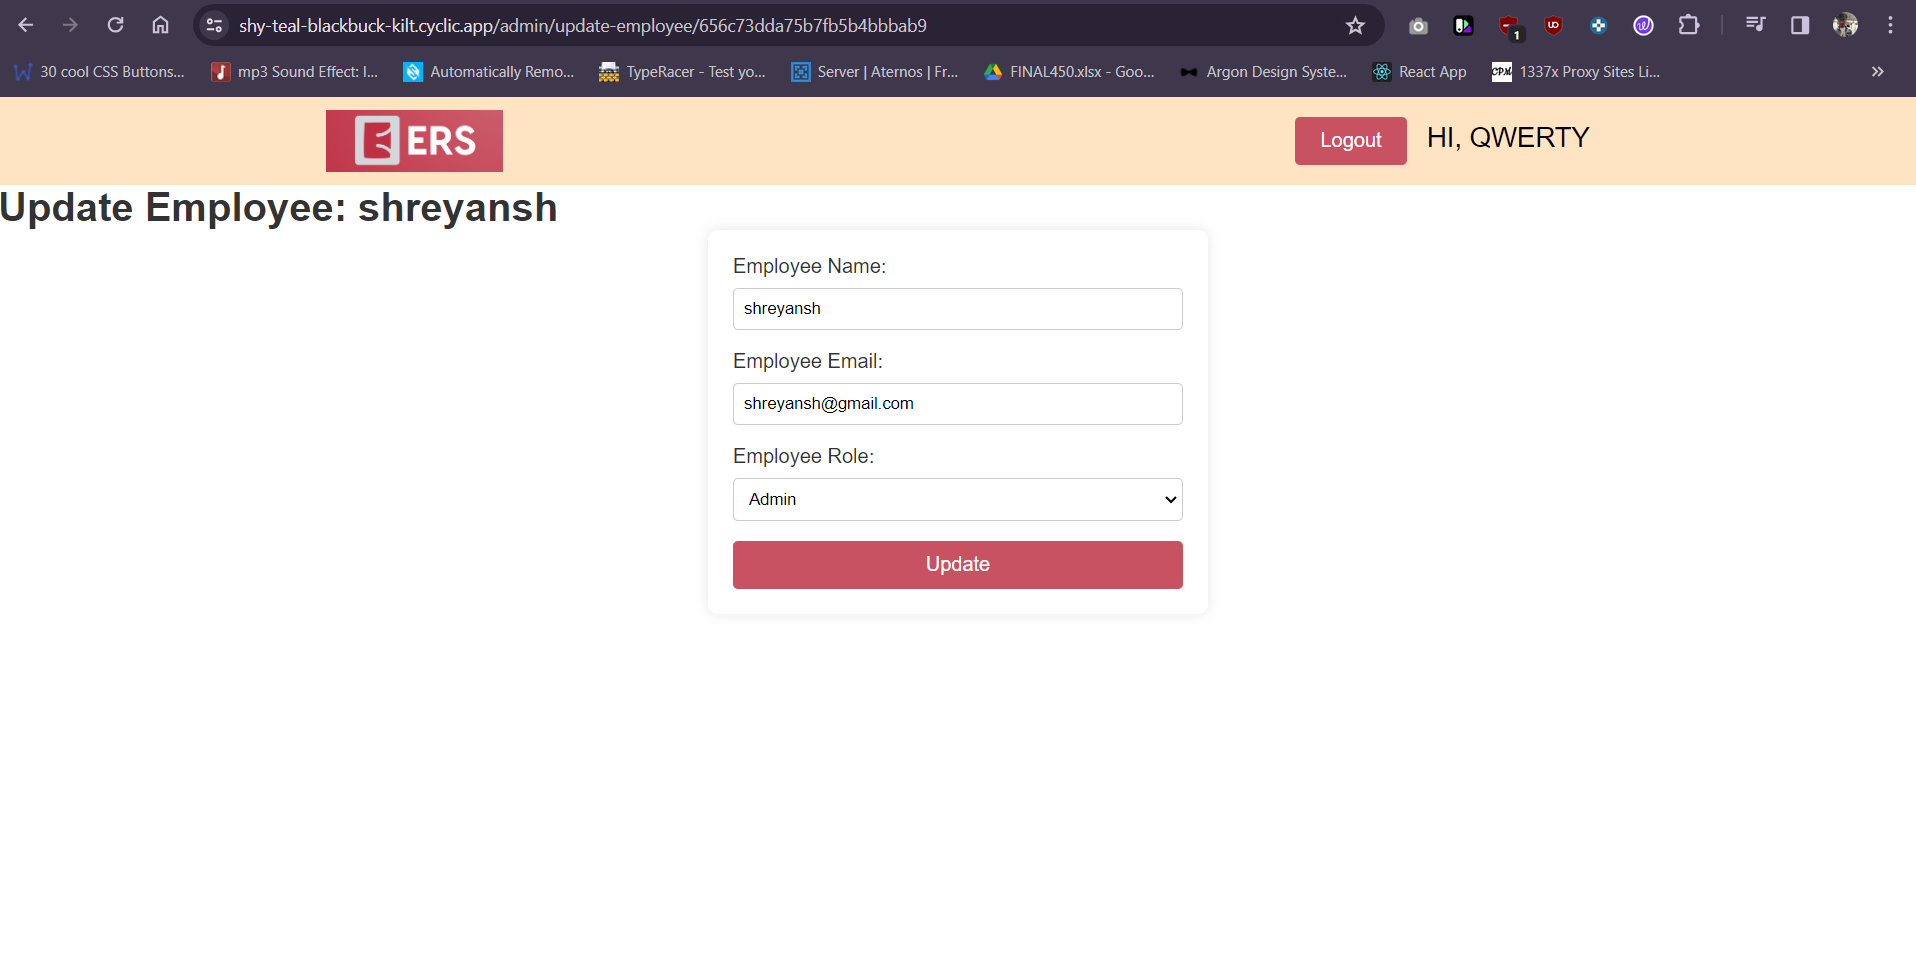 shy-teal-blackbuck-kilt.cyclic.app/admin/update-employee/656c73dda75b7fb5b4bbbab9
1
30 cool CSS Buttons... mp3 Sound Effect: I... Automatically Remo... TypeRacer - Test yo... Server | Aternos | Fr... FINAL450.xlsx - Goo... Argon Design Syste... React App CPM 1337x Proxy Sites Li...
ERS Logout HI, QWERTY
Update Employee: shreyansh
Employee Name:
shreyansh
Employee Email:
shreyansh@gmail.com
Employee Role:
Admin
Update